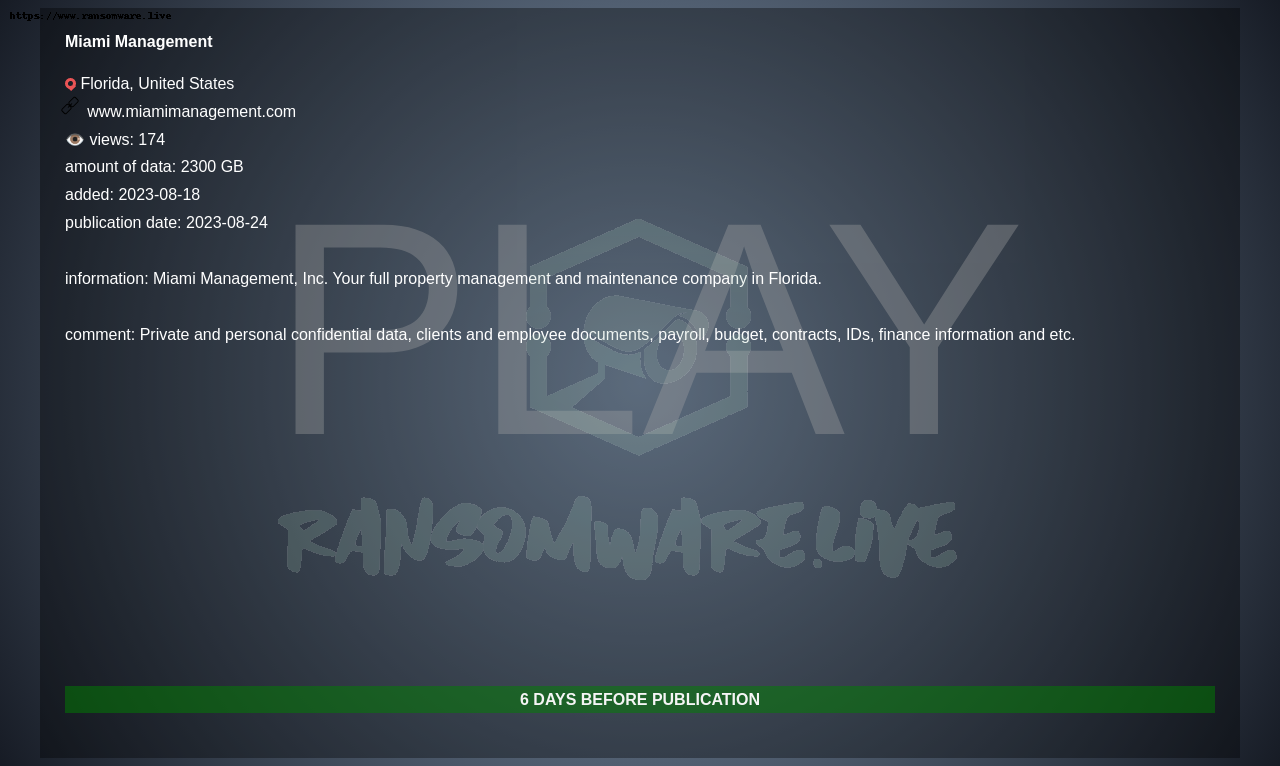 https://www.ransomware.live
Miami Management
Florida, United States
www.miamimanagement.com
views: 174
amount of data: 2300 GB
added: 2023-08-18
publication date: 2023-08-24
PLAY
information: Miami Management, Inc. Your full property management and maintenance company in Florida.
comment: Private and personal confidential data, clients and employee documents, payroll, budget, contracts, IDs, finance information and etc.
RANSOMWARE.LIVE
6 DAYS BEFORE PUBLICATION